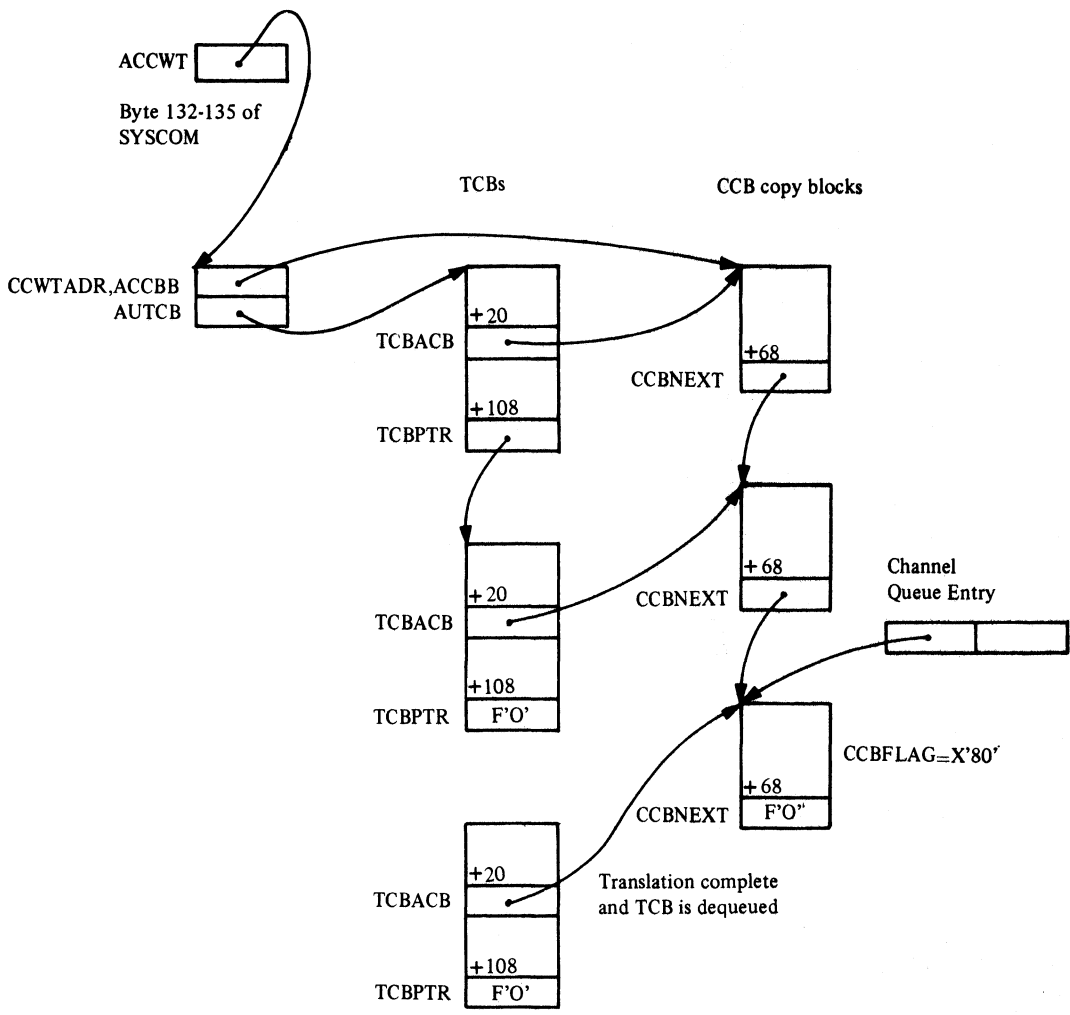 ACCWT
Byte 132-135 of
SYSCOM
TCBs
CCB copy blocks
CCWTADR,ACCBB
AUTCB
+20
TCBACB
+108
TCBPTR
+68
CCBNEXT
+20
TCBACB
+108
TCBPTR F'O'
+68
CCBNEXT
Channel
Queue Entry
CCBFLAG=X'80'
+68
CCBNEXT F'O"
+20
TCBACB
+108
TCBPTR F'O'
Translation complete
and TCB is dequeued